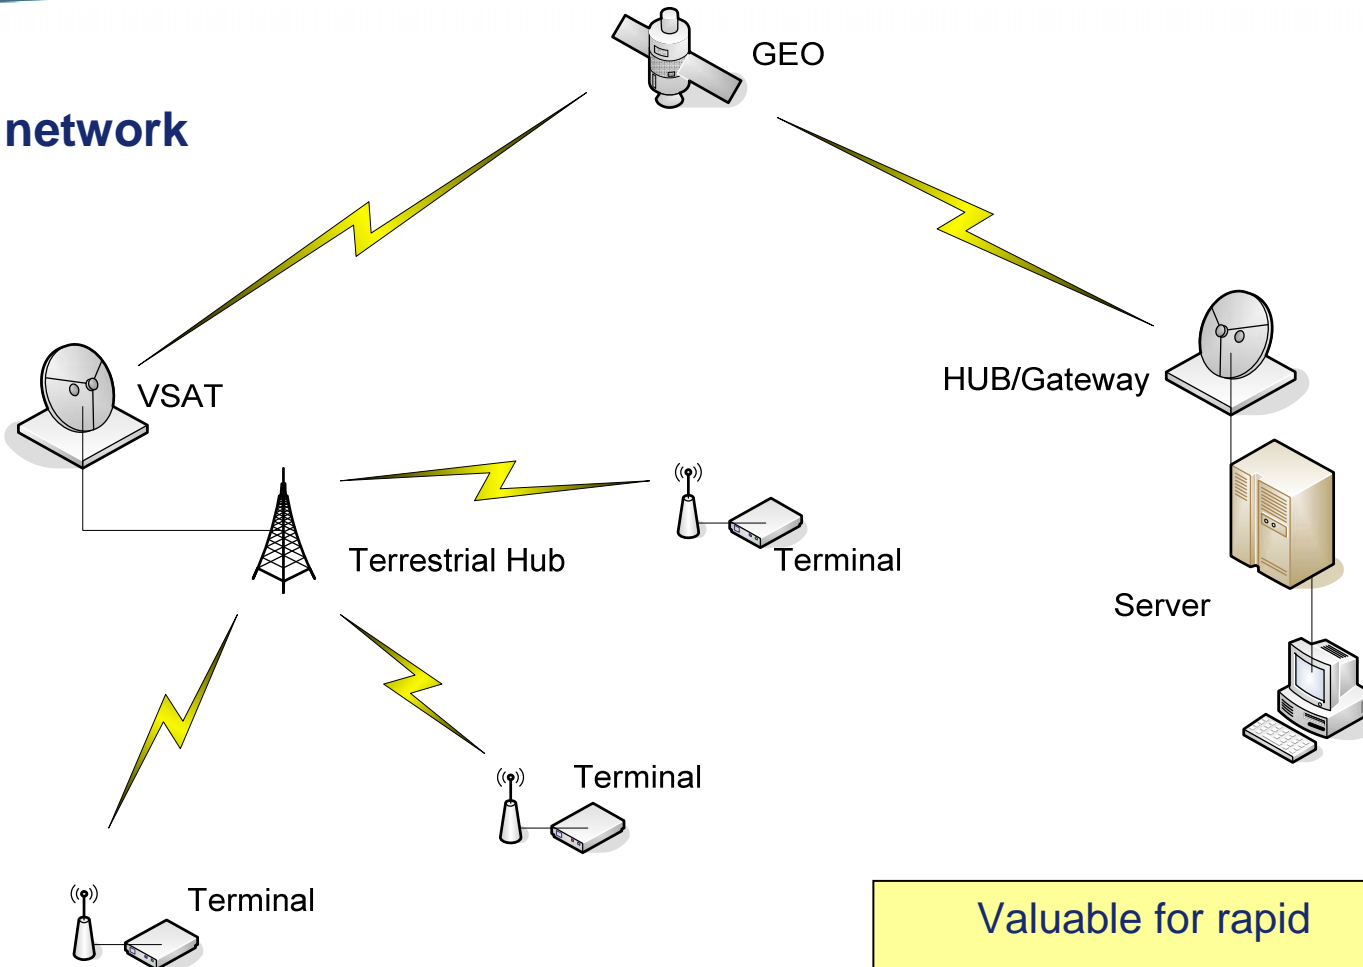 GEO
network
VSAT
HUB/Gateway
Terrestrial Hub
Terminal
Server
Terminal
Terminal
Valuable for rapid